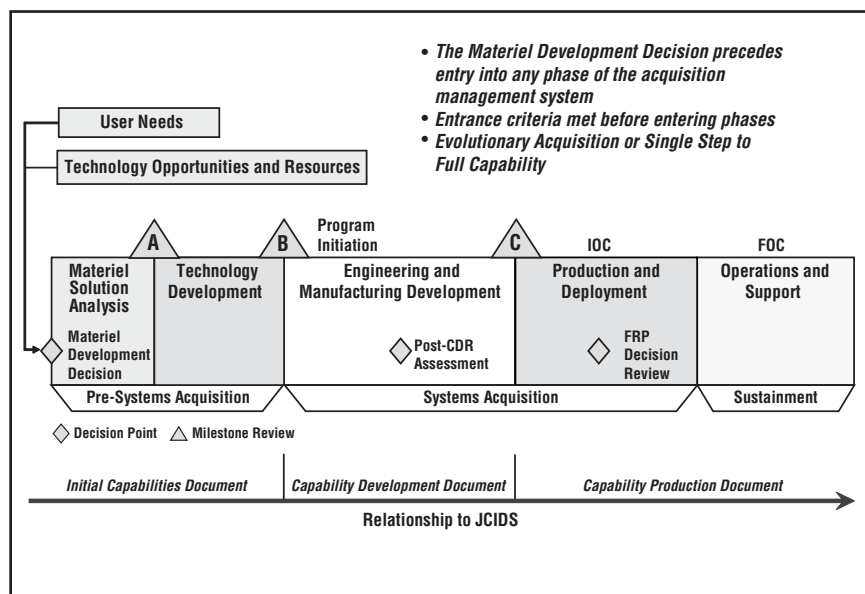 • The Materiel Development Decision precedes
entry into any phase of the acquisition
management system
• Entrance criteria met before entering phases
• Evolutionary Acquisition or Single Step to
Full Capability
User Needs
Technology Opportunities and Resources
A
B
Program
Initiation
C
IOC
FOC
Materiel
Solution
Analysis
Technology
Development
Engineering and
Manufacturing Development
Production and
Deployment
Operations and
Support
Materiel
Development
Decision
Post-CDR
Assessment
FRP
Decision
Review
Pre-Systems Acquisition
Systems Acquisition
Sustainment
Decision Point
Milestone Review
Initial Capabilities Document
Capability Development Document
Capability Production Document
Relationship to JCIDS